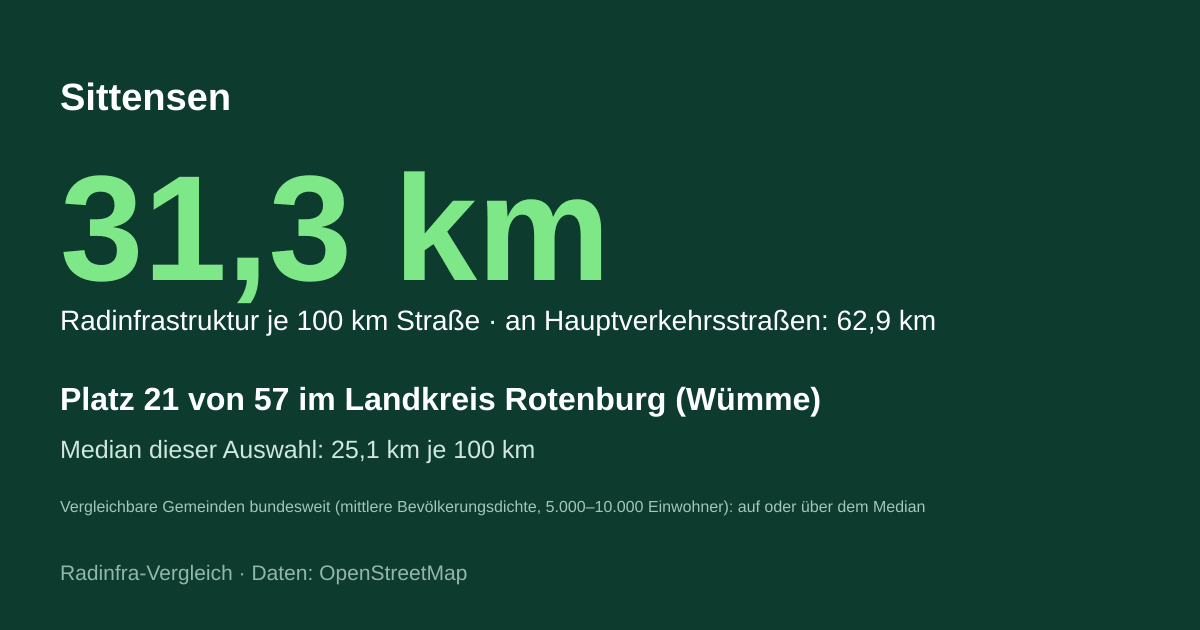 Sittensen
31,3 km
Radinfrastruktur je 100 km Straße · an Hauptverkehrsstraßen: 62,9 km
Platz 21 von 57 im Landkreis Rotenburg (Wümme)
Median dieser Auswahl: 25,1 km je 100 km
Vergleichbare Gemeinden bundesweit (mittlere Bevölkerungsdichte, 5.000–10.000 Einwohner): auf oder über dem Median
Radinfra-Vergleich · Daten: OpenStreetMap